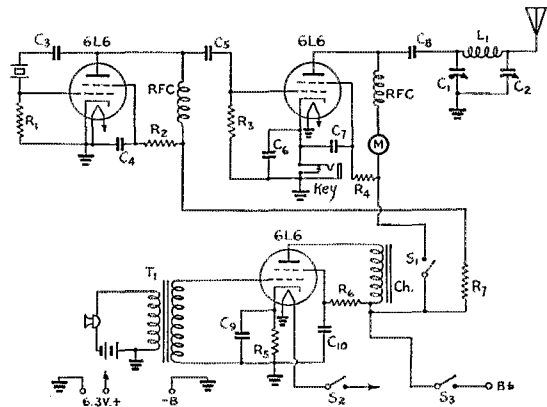 6L6
6L6
C3
C5
C8
L1
RFC
RFC
C1
C2
R1
C4
R2
R3
C6
C7
M
Key
R4
6L6
S1
T1
R6
Ch.
R7
C9
R5
C10
6.3V.+
-B
S2
S3
B+